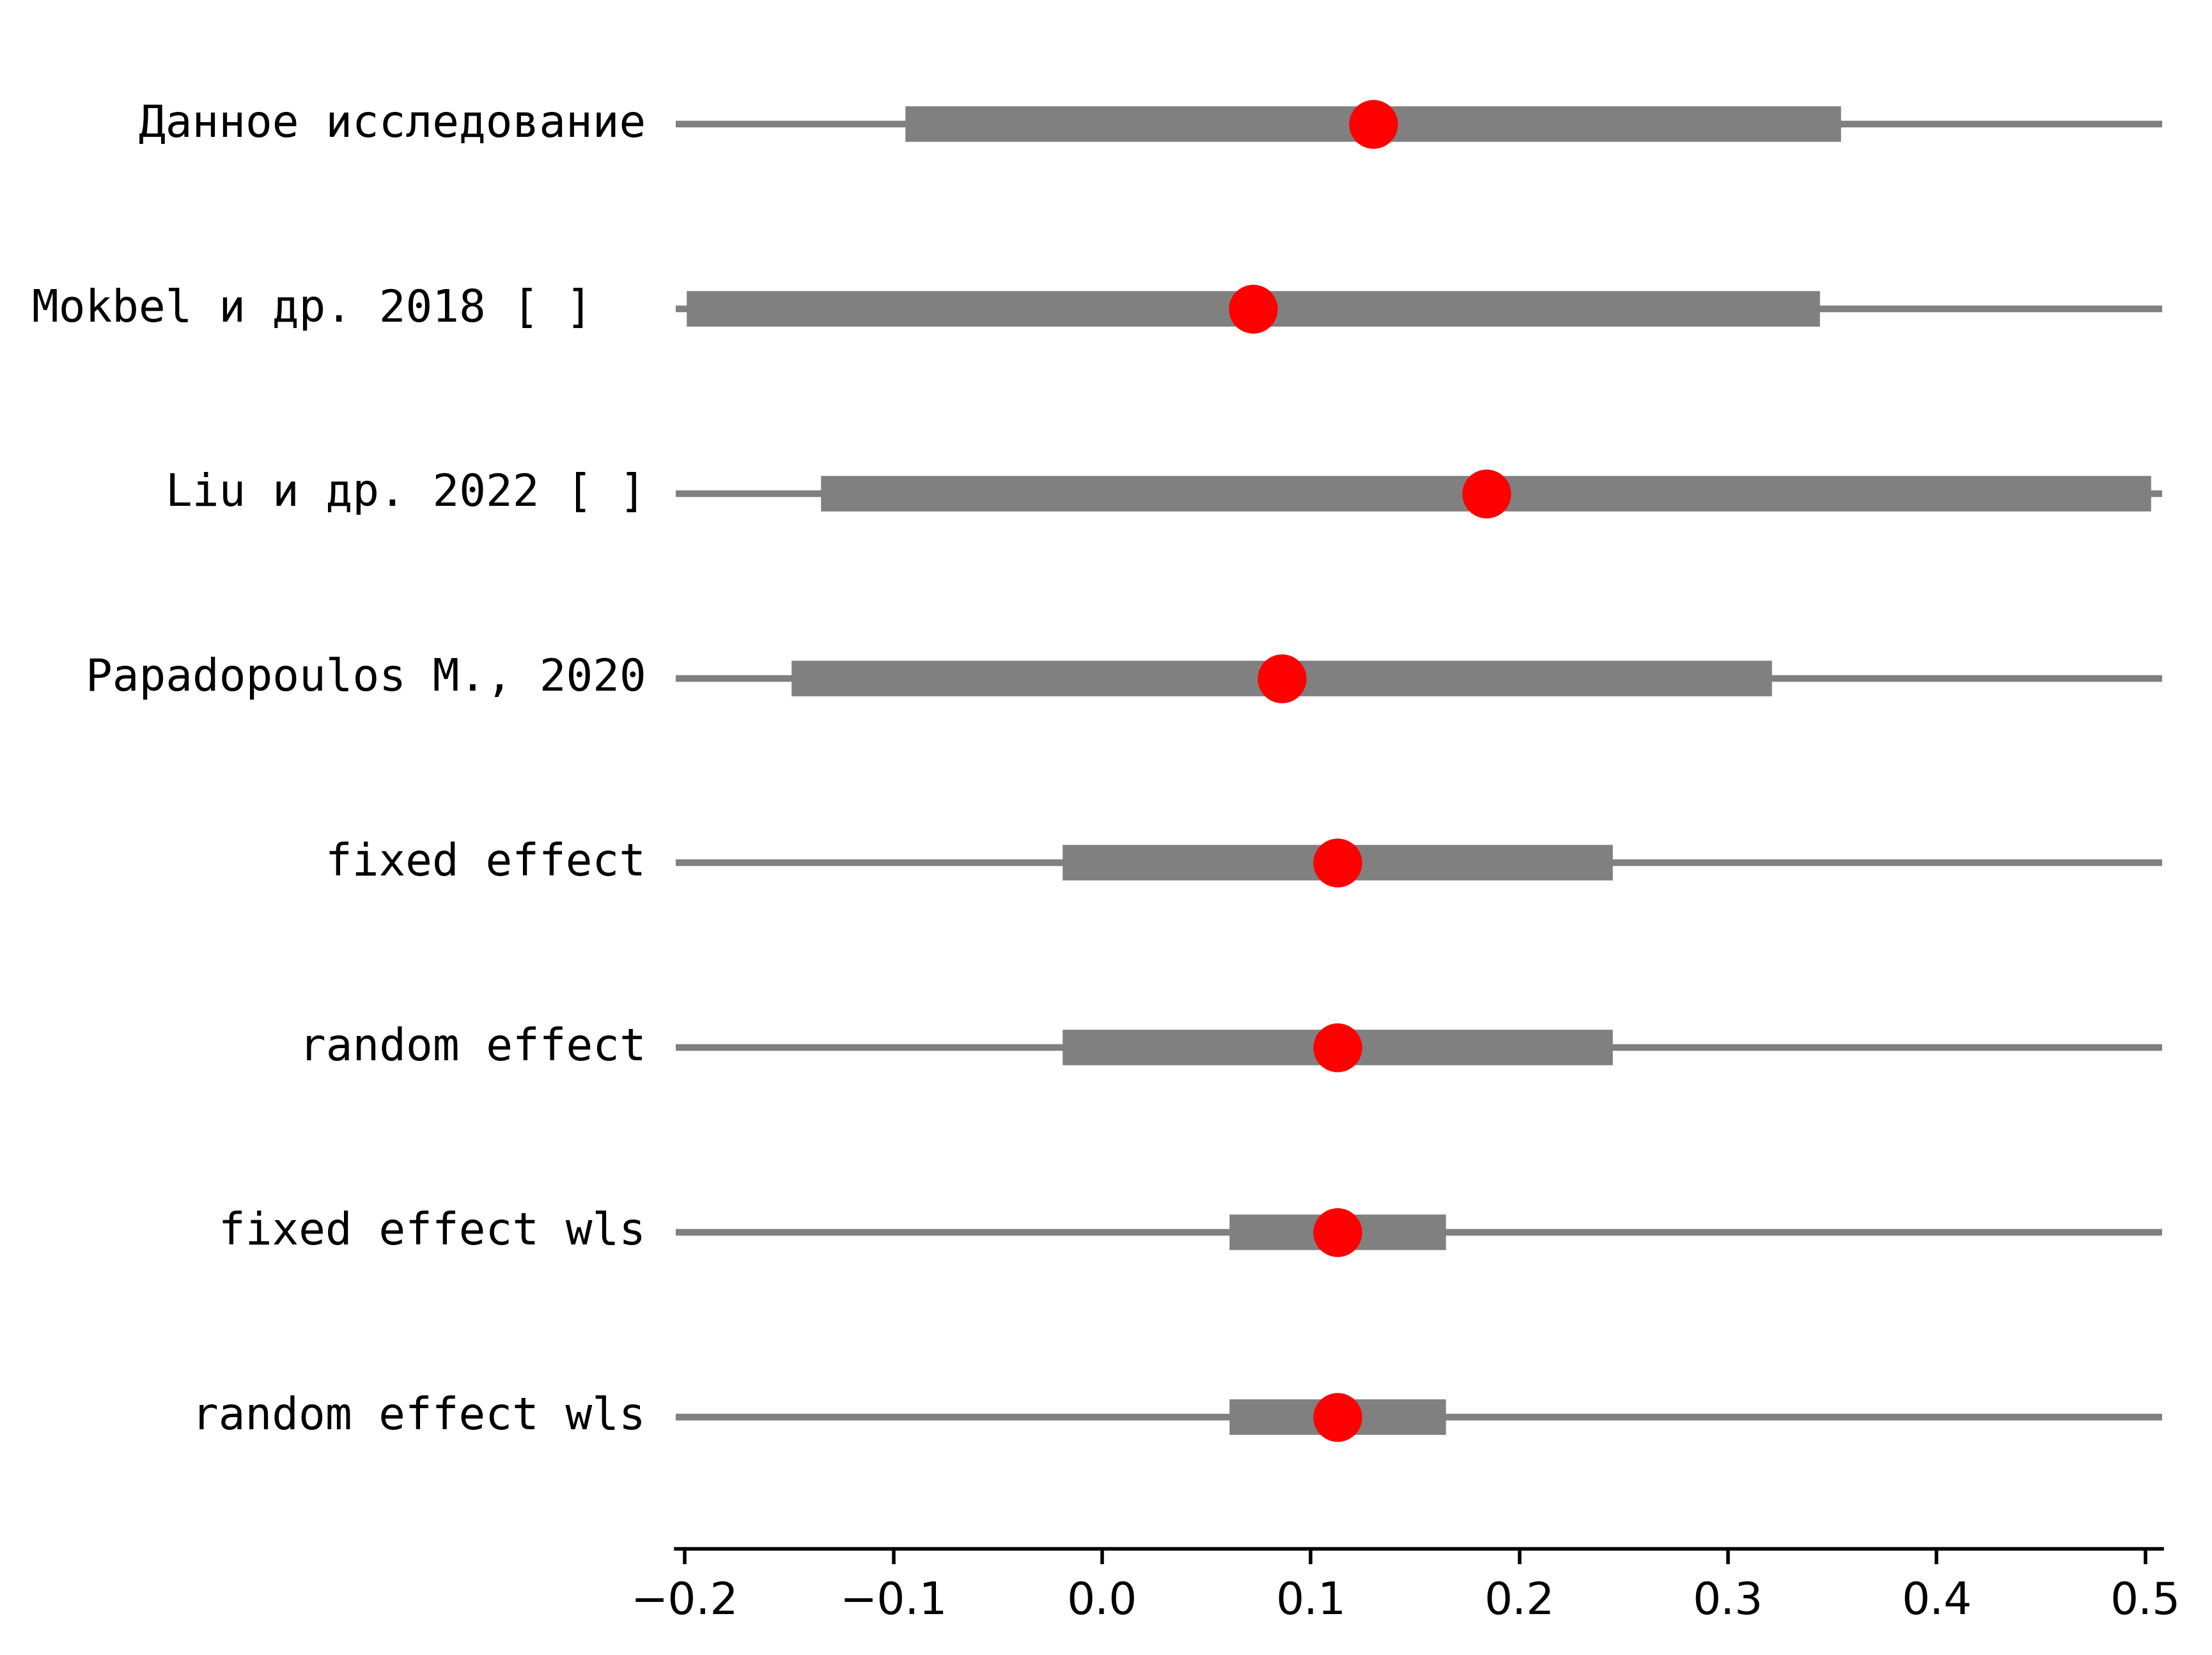 Данное исследование
Mokbel и др. 2018 [ ]
Liu и др. 2022 [ ]
Papadopoulos M., 2020
fixed effect
random effect
fixed effect wls
random effect wls
−0.2 −0.1 0.0 0.1 0.2 0.3 0.4 0.5